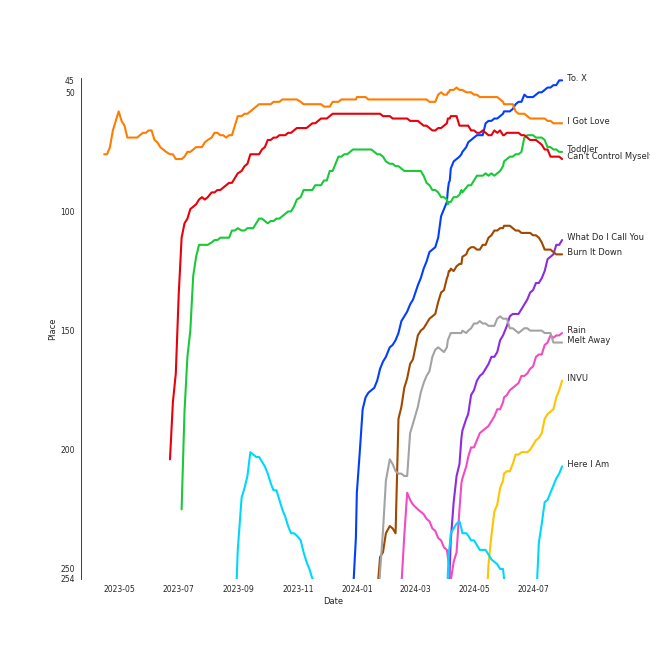 45
50
100
150
200
250
254
Place
2023-05
2023-07
2023-09
2023-11
2024-01
2024-03
2024-05
2024-07
Date
To. X
I Got Love
Toddler
Can't Control Mysel
What Do I Call You
Burn It Down
Rain
Melt Away
INVU
Here I Am